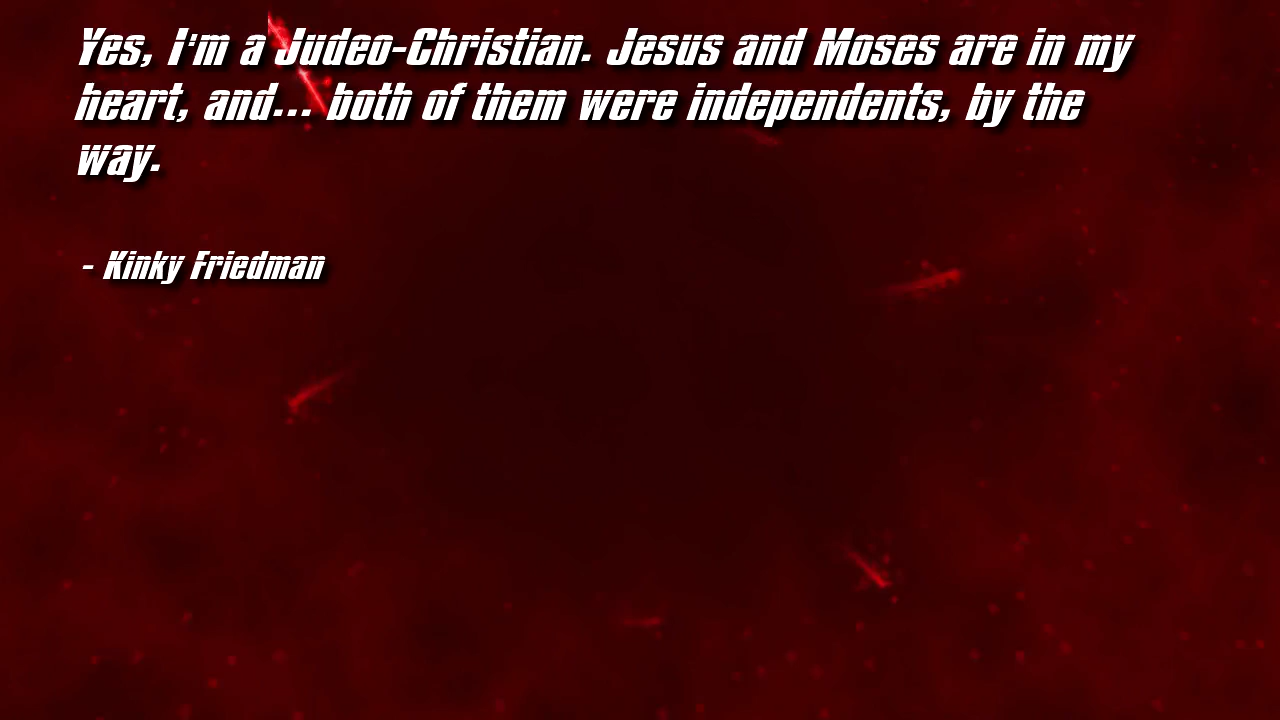 Yes, I'm a Judeo-Christian. Jesus and Moses are in my
heart, and... both of them were independents, by the
way.
- Kinky Friedman